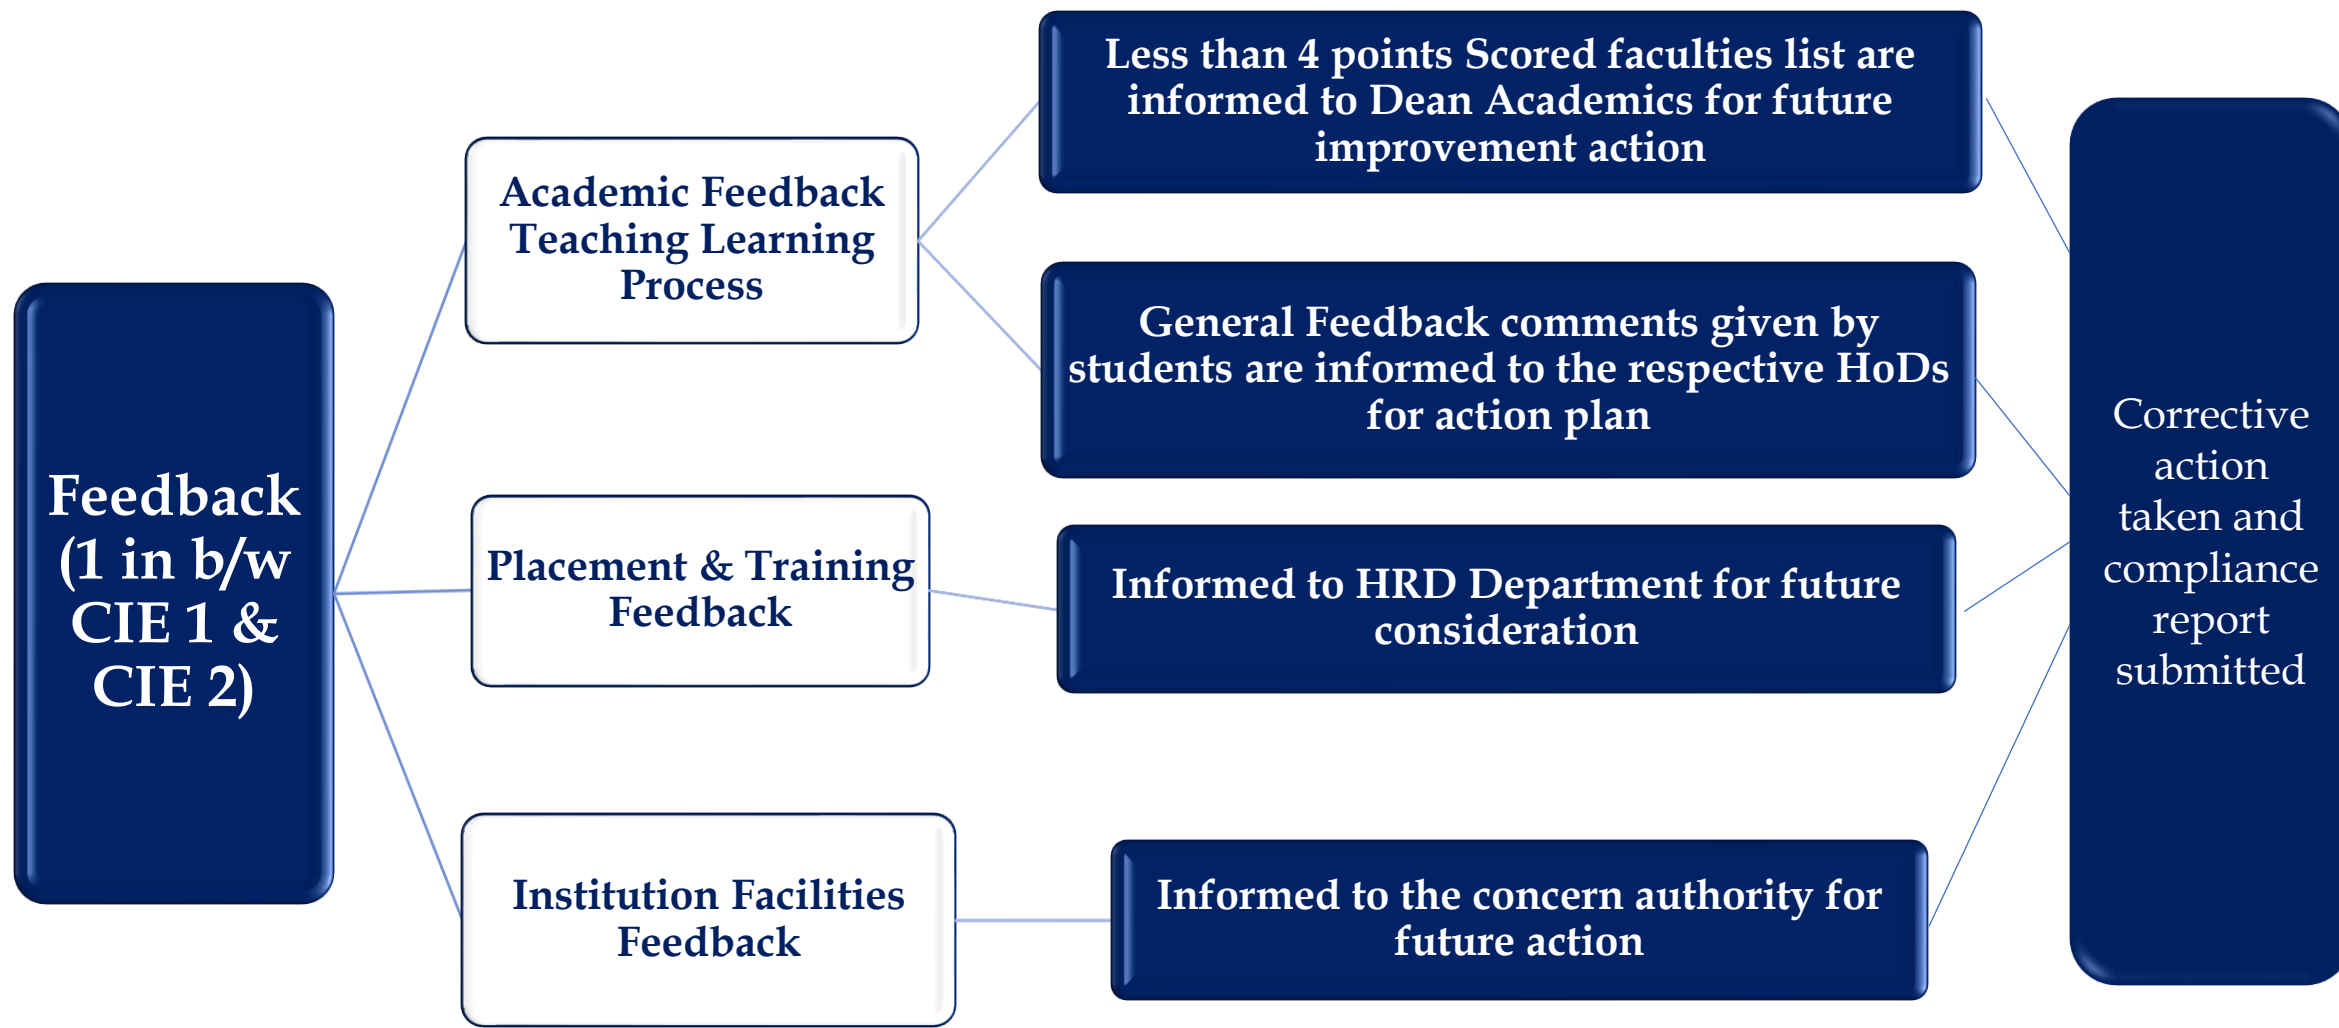 Feedback
(1 in b/w
CIE 1 &
CIE 2)
Academic Feedback
Teaching Learning
Process
Placement & Training
Feedback
Institution Facilities
Feedback
Less than 4 points Scored faculties list are
informed to Dean Academics for future
improvement action
General Feedback comments given by
students are informed to the respective HoDs
for action plan
Informed to HRD Department for future
consideration
Informed to the concern authority for
future action
Corrective
action
taken and
compliance
report
submitted